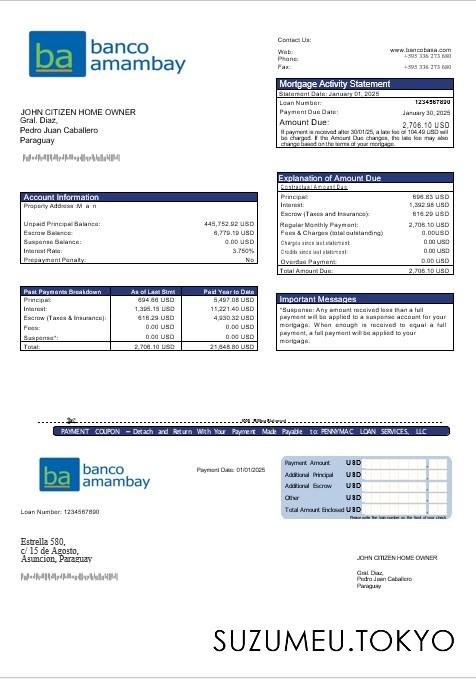 ba banco
amambay
Contact Us:
Web: www.bancobasa.com
Phone: +595 336 273 680
Fax: +595 336 273 680
Mortgage Activity Statement
Statement Date: January 01, 2025
Loan Number: 1234567890
Payment Due Date: January 30, 2025
Amount Due: 2,706.10 USD
If payment is received after 30/01/25, a late fee of 104.49 USD will
be charged. If the Amount Due changes, the late fee may also
change based on the terms of your mortgage.
JOHN CITIZEN HOME OWNER
Gral. Diaz,
Pedro Juan Caballero
Paraguay
Explanation of Amount Due
Contractual Amount Due
Principal: 696.83 USD
Interest: 1,392.98 USD
Escrow (Taxes and Insurance): 616.29 USD
Regular Monthly Payment: 2,706.10 USD
Fees & Charges (total outstanding) 0.00USD
Charges since last statement: 0.00 USD
Credits since last statement: 0.00 USD
Overdue Payment: 0.00 USD
Total Amount Due: 2,706.10 USD
Account Information
Property Address: M a n
Unpaid Principal Balance: 445,752.92 USD
Escrow Balance: 6,779.19 USD
Suspense Balance: 0.00 USD
Interest Rate: 3.750%
Prepayment Penalty: No
Past Payments Breakdown As of Last Stmt Paid Year to Date
Principal: 694.66 USD 5,497.08 USD
Interest: 1,395.15 USD 11,221.40 USD
Escrow (Taxes & Insurance): 616.29 USD 4,930.32 USD
Fees: 0.00 USD 0.00 USD
Suspense*: 0.00 USD 0.00 USD
Total: 2,706.10 USD 21,648.80 USD
Important Messages
*Suspense: Any amount received less than a full
payment will be applied to a suspense account for your
mortgage. When enough is received to equal a full
payment, a full payment will be applied to your
mortgage.
PAYMENT COUPON – Detach and Return With Your Payment Made Payable to: PENNYMAC LOAN SERVICES, LLC
ba banco
amambay
Payment Date: 01/01/2025
Payment Amount USD
Additional Principal USD
Additional Escrow USD
Other USD
Total Amount Enclosed USD
Please write the loan number on the front of your check.
Loan Number: 1234567890
Estrella 580,
c/ 15 de Agosto,
Asuncion, Paraguay
JOHN CITIZEN HOME OWNER
Gral. Diaz,
Pedro Juan Caballero
Paraguay
SUZUMEU.TOKYO